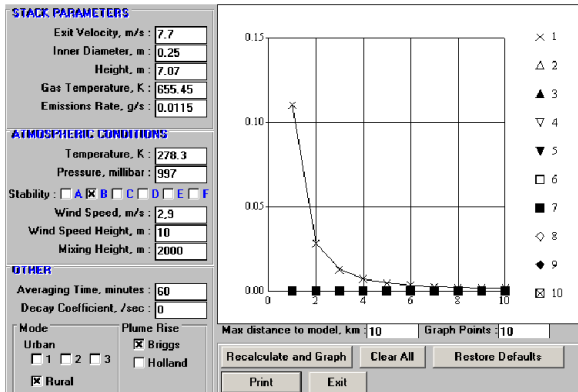 STACK PARAMETERS
Exit Velocity, m/s : 7.7
Inner Diameter, m : 0.25
Height, m : 7.07
Gas Temperature, K : 655.45
Emissions Rate, g/s : 0.0115
ATMOSPHERIC CONDITIONS
Temperature, K : 278.3
Pressure, millibar : 997
Stability : A B C D E F
Wind Speed, m/s : 2,9
Wind Speed Height, m : 10
Mixing Height, m : 2000
OTHER
Averaging Time, minutes : 60
Decay Coefficient, /sec : 0
Mode
Urban
1 2 3
Rural
Plume Rise
Briggs
Holland
0.15
0.10
0.05
0.00
0 2 4 6 8 10
1
2
3
4
5
6
7
8
9
10
Max distance to model, km : 10 Graph Points : 10
Recalculate and Graph Clear All Restore Defaults
Print Exit